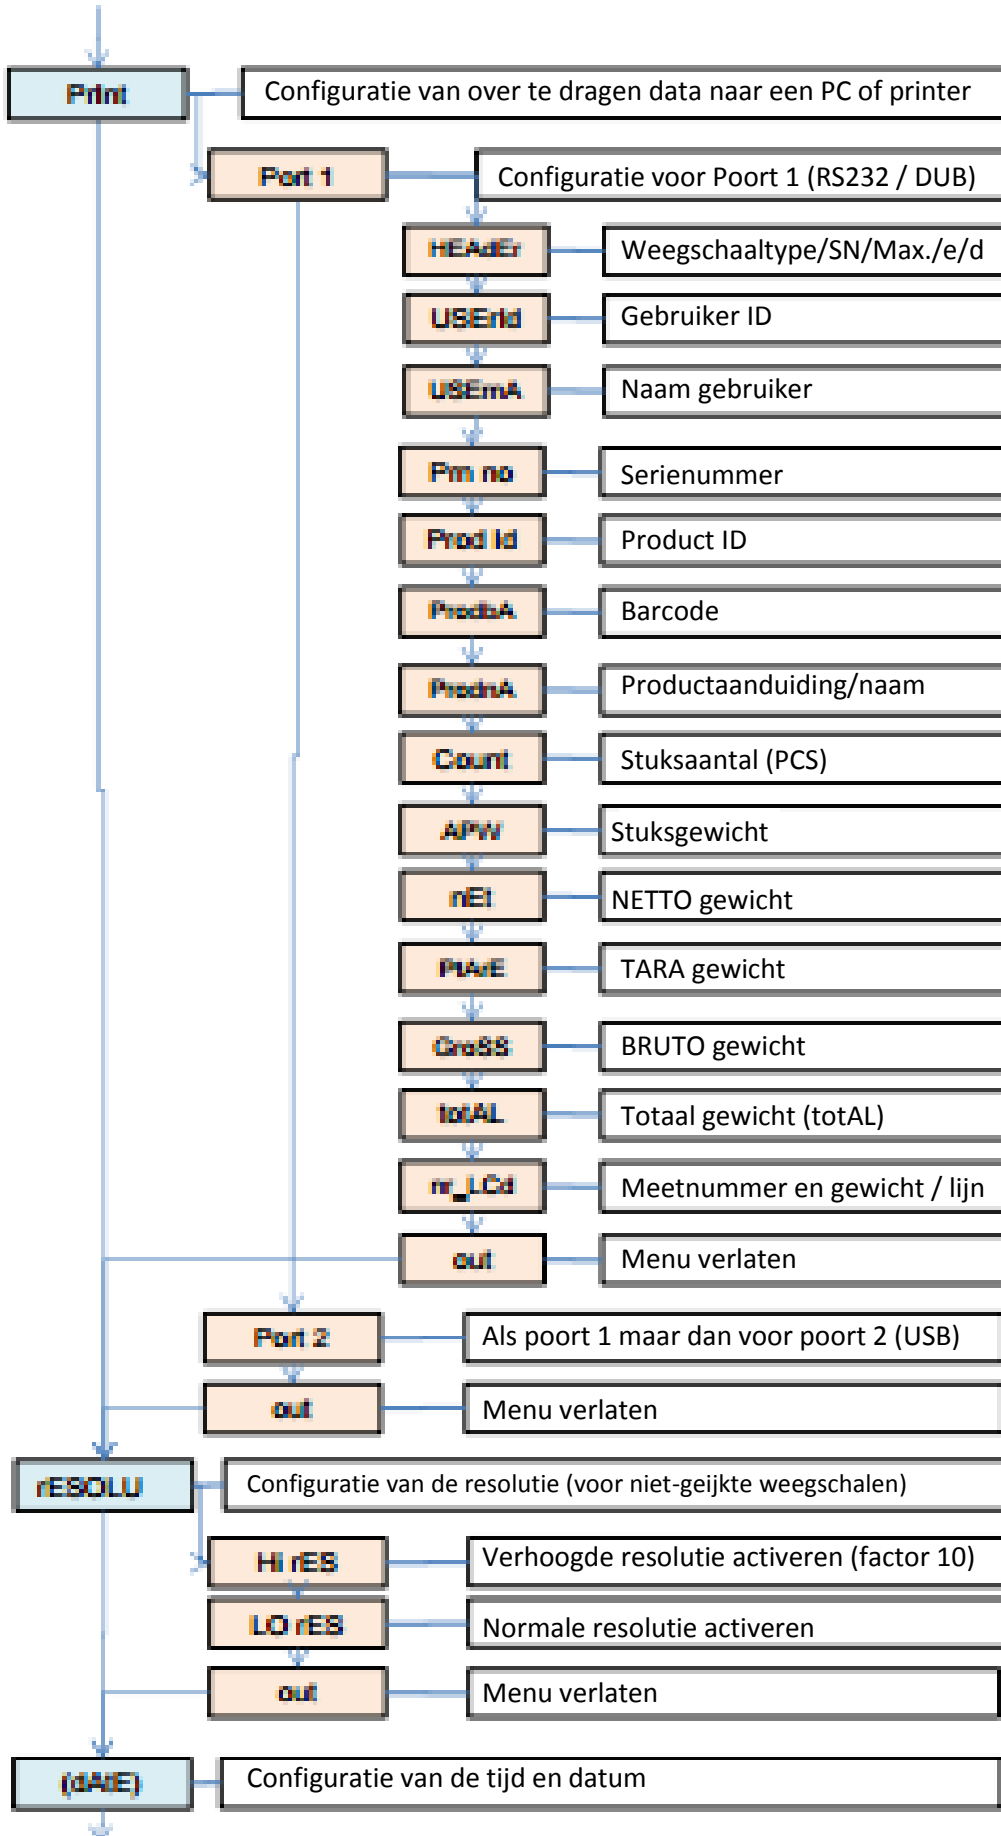 Print Configuratie van over te dragen data naar een PC of printer
Port 1 Configuratie voor Poort 1 (RS232 / DUB)
HEAdEr Weegschaaltype/SN/Max./e/d
USErId Gebruiker ID
USErnA Naam gebruiker
Prn no Serienummer
Prod id Product ID
ProdbA Barcode
ProdnA Productaanduiding/naam
Count Stuksaantal (PCS)
APW Stuksgewicht
nEt NETTO gewicht
PtArE TARA gewicht
GroSS BRUTO gewicht
totAL Totaal gewicht (totAL)
nr_LCd Meetnummer en gewicht / lijn
out Menu verlaten
Port 2 Als poort 1 maar dan voor poort 2 (USB)
out Menu verlaten
rESOLU Configuratie van de resolutie (voor niet-geijkte weegschalen)
Hi rES Verhoogde resolutie activeren (factor 10)
LO rES Normale resolutie activeren
out Menu verlaten
(dAtE) Configuratie van de tijd en datum